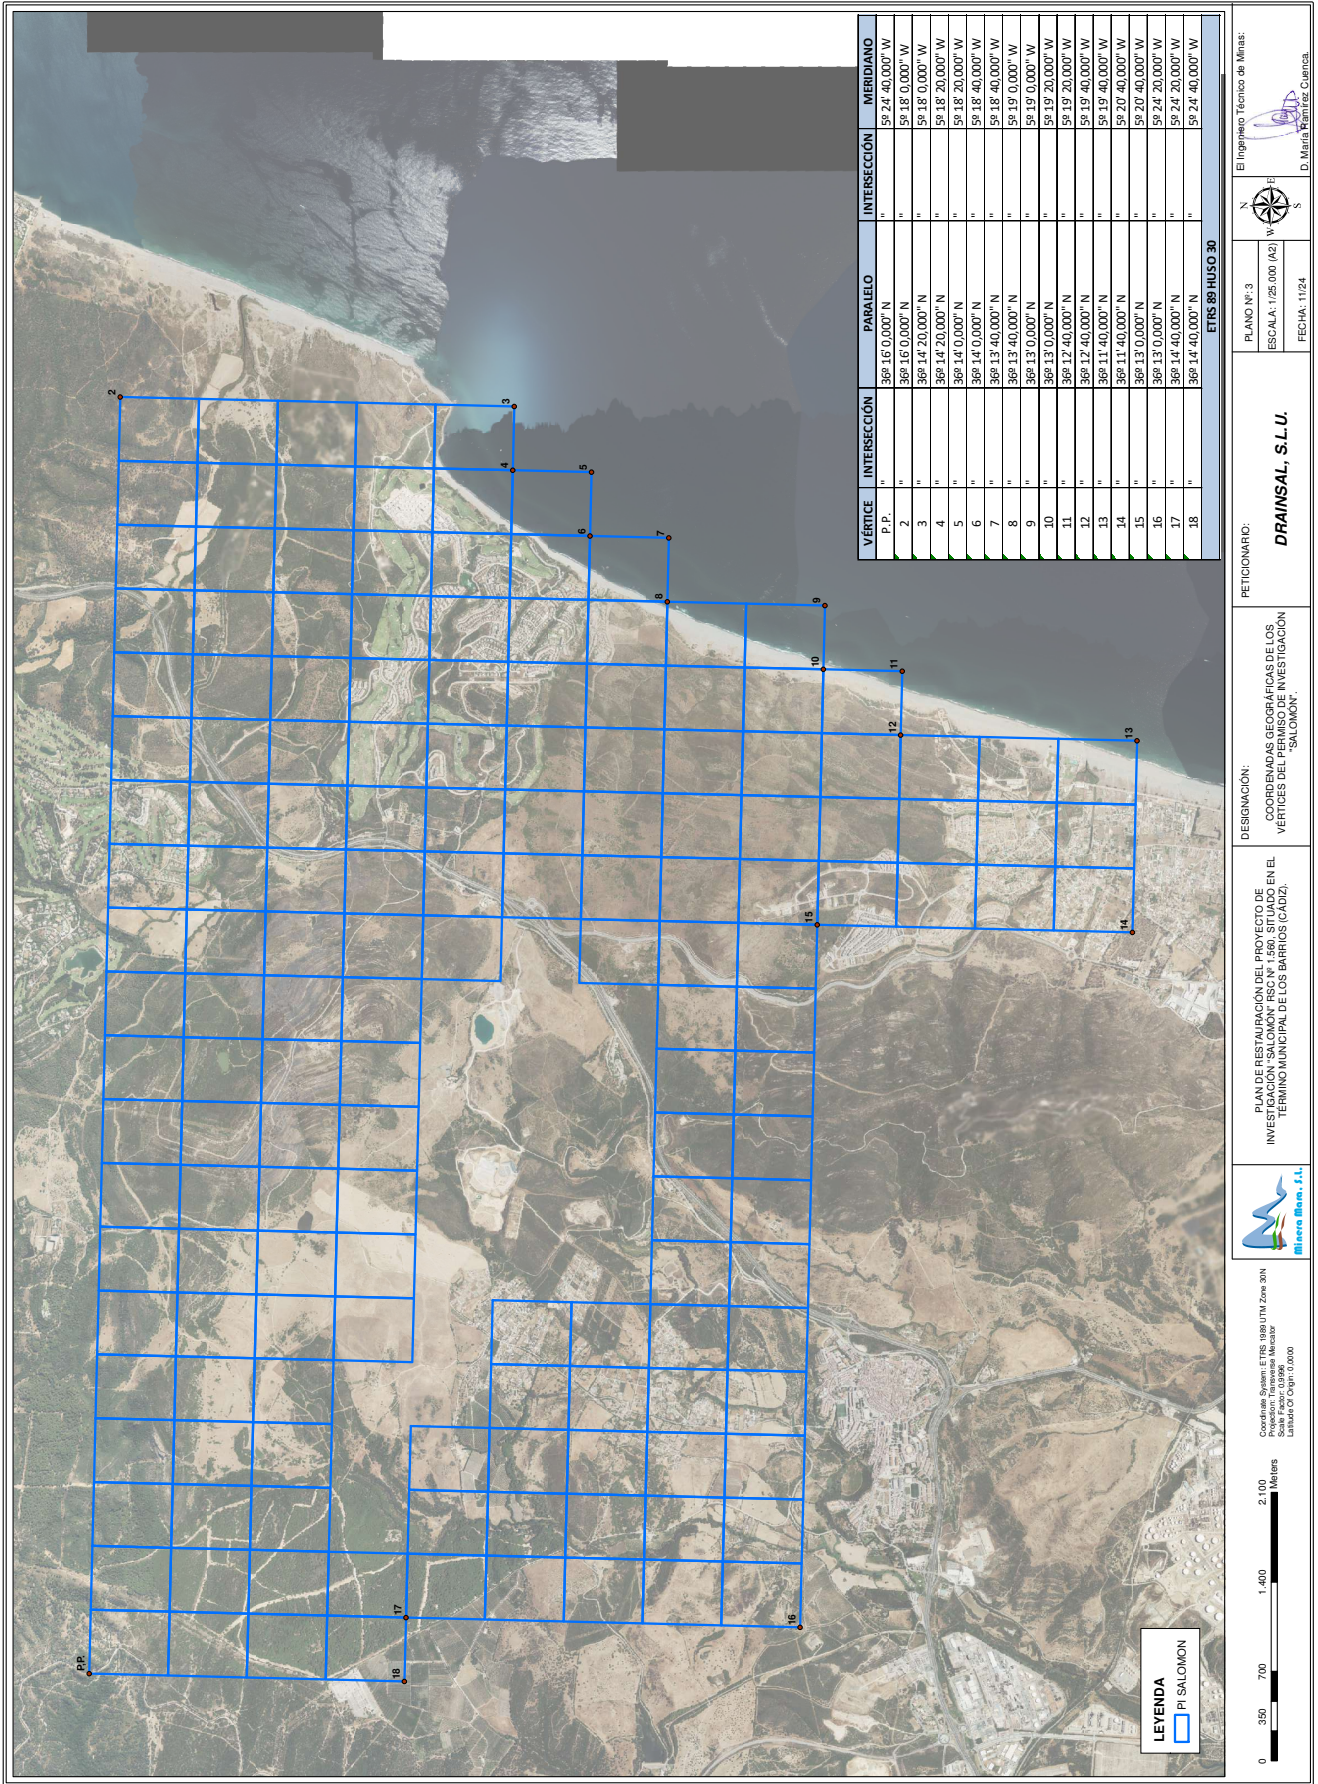 P.P.
2
3
4
5
6
7
8
9
10
11
12
13
14
15
16
17
18
VÉRTICE INTERSECCIÓN PARALELO INTERSECCIÓN MERIDIANO
P.P. " 36º 16' 0,000" N " 5º 24' 40,000" W
2 " 36º 16' 0,000" N " 5º 18' 0,000" W
3 " 36º 14' 20,000" N " 5º 18' 0,000" W
4 " 36º 14' 20,000" N " 5º 18' 20,000" W
5 " 36º 14' 0,000" N " 5º 18' 20,000" W
6 " 36º 14' 0,000" N " 5º 18' 40,000" W
7 " 36º 13' 40,000" N " 5º 18' 40,000" W
8 " 36º 13' 40,000" N " 5º 19' 0,000" W
9 " 36º 13' 0,000" N " 5º 19' 0,000" W
10 " 36º 13' 0,000" N " 5º 19' 20,000" W
11 " 36º 12' 40,000" N " 5º 19' 20,000" W
12 " 36º 12' 40,000" N " 5º 19' 40,000" W
13 " 36º 11' 40,000" N " 5º 19' 40,000" W
14 " 36º 11' 40,000" N " 5º 20' 40,000" W
15 " 36º 13' 0,000" N " 5º 20' 40,000" W
16 " 36º 13' 0,000" N " 5º 24' 20,000" W
17 " 36º 14' 40,000" N " 5º 24' 20,000" W
18 " 36º 14' 40,000" N " 5º 24' 40,000" W
ETRS 89 HUSO 30
LEYENDA
PI SALOMON
0 350 700 1.400 2.100
Meters
Coordinate System: ETRS 1989 UTM Zone 30N
Projection: Transverse Mercator
Scale Factor: 0,9996
Latitude Of Origin: 0,0000
Minera Maro, S.L.
PLAN DE RESTAURACIÓN DEL PROYECTO DE
INVESTIGACIÓN "SALOMÓN" RSC Nº 1.560, SITUADO EN EL
TÉRMINO MUNICIPAL DE LOS BARRIOS (CÁDIZ).
DESIGNACIÓN:
COORDENADAS GEOGRÁFICAS DE LOS
VÉRTICES DEL PERMISO DE INVESTIGACIÓN
"SALOMÓN".
PETICIONARIO:
DRAINSAL, S.L.U.
PLANO Nº: 3
ESCALA: 1/25.000 (A2)
FECHA: 11/24
N
W E
S
El Ingeniero Técnico de Minas:
D. María Ramírez Cuenca.